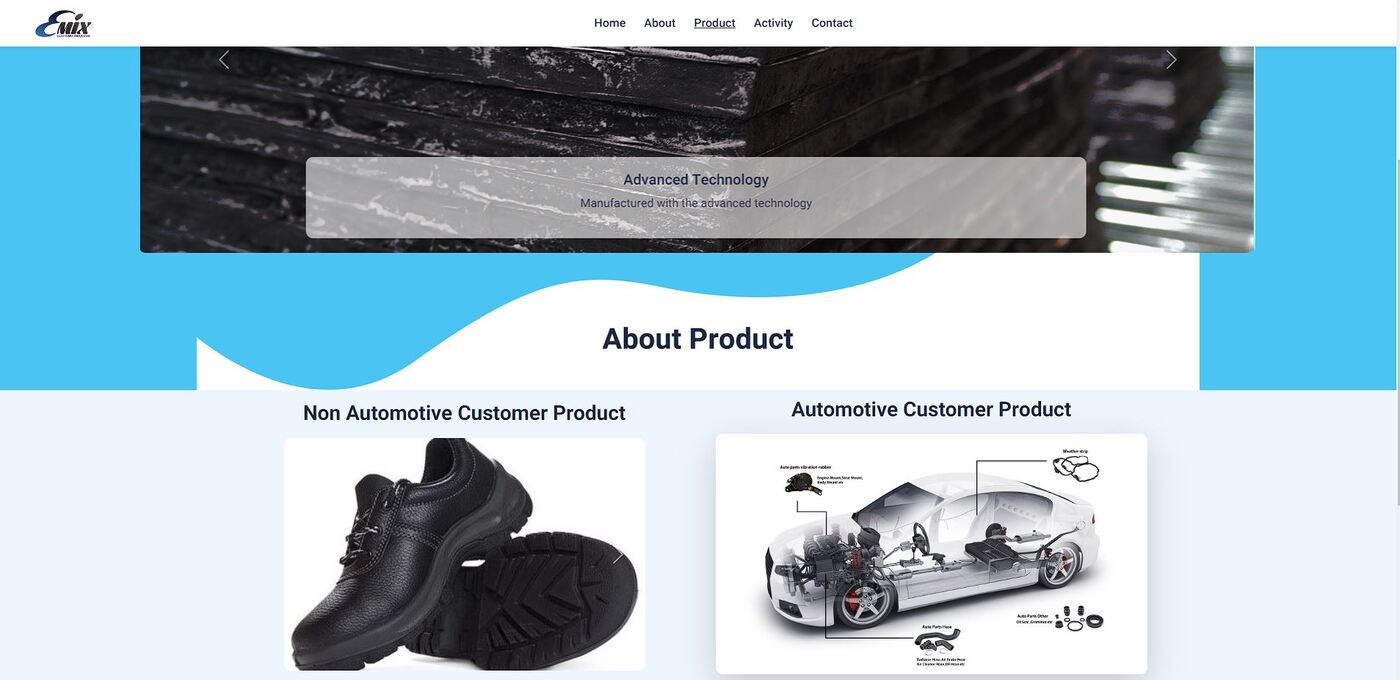 Emix
Home About Product Activity Contact
Advanced Technology
Manufactured with the advanced technology
About Product
Non Automotive Customer Product
Automotive Customer Product
Weather strip
Auto parts vibration rubber
Engine Mount, Strut Mount,
Body Mount etc
Auto Parts Other
Oil Seal, Grommet, etc
Auto Parts Hose
Radiator Hose, Air Brake Hose
Air Cleaner Hose, Oil Hose etc